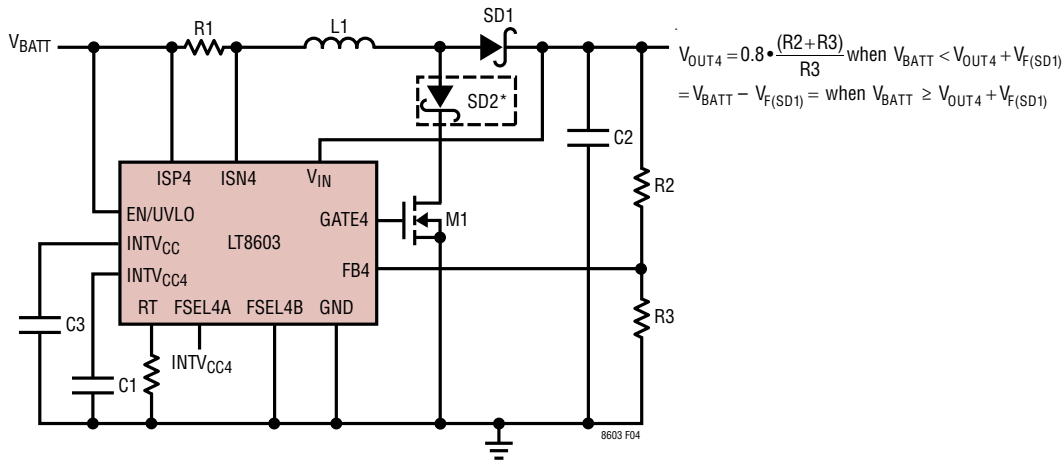 V_BATT
R1
L1
SD1
SD2*
V_OUT4 = 0.8 • (R2+R3)/R3 when V_BATT < V_OUT4 + V_F(SD1)
= V_BATT − V_F(SD1) = when V_BATT ≥ V_OUT4 + V_F(SD1)
C2
R2
ISP4
ISN4
V_IN
EN/UVLO
GATE4
M1
INTV_CC
LT8603
INTV_CC4
FB4
RT
FSEL4A
FSEL4B
GND
R3
C3
INTV_CC4
C1
8603 F04